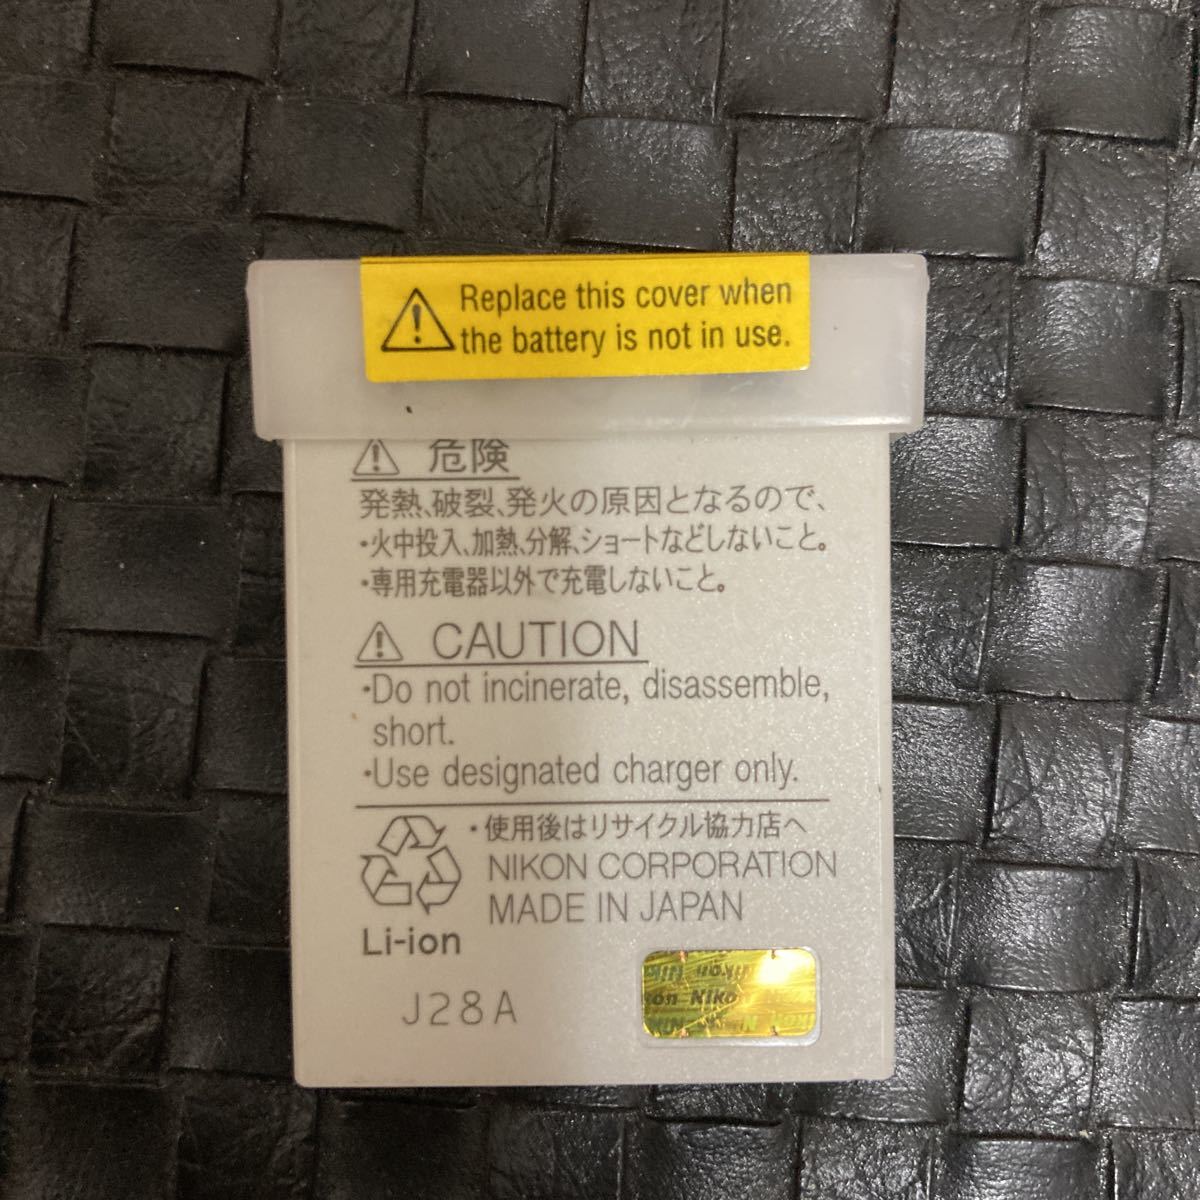 Replace this cover when
the battery is not in use.
危険
発熱、破裂、発火の原因となるので、
・火中投入、加熱、分解、ショートなどしないこと。
・専用充電器以外で充電しないこと。
CAUTION
・Do not incinerate, disassemble,
short.
・Use designated charger only.
・使用後はリサイクル協力店へ
NIKON CORPORATION
MADE IN JAPAN
Li-ion
J28A
Nikon